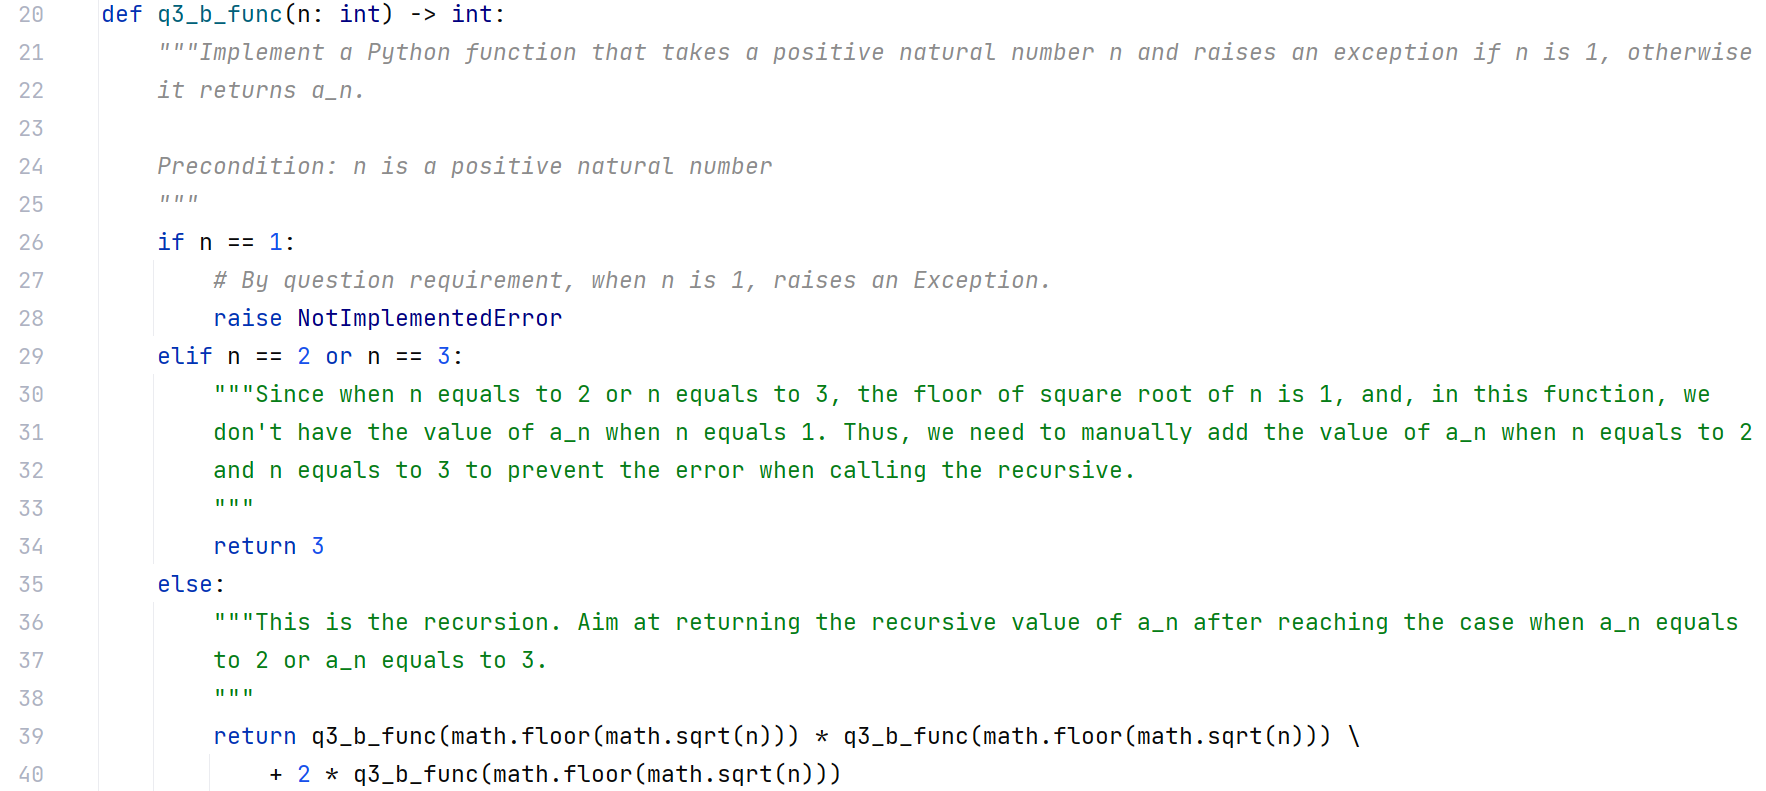 20 def q3_b_func(n: int) -> int:
21     """Implement a Python function that takes a positive natural number n and raises an exception if n is 1, otherwise
22     it returns a_n.
23
24     Precondition: n is a positive natural number
25     """
26     if n == 1:
27         # By question requirement, when n is 1, raises an Exception.
28         raise NotImplementedError
29     elif n == 2 or n == 3:
30         """Since when n equals to 2 or n equals to 3, the floor of square root of n is 1, and, in this function, we
31         don't have the value of a_n when n equals 1. Thus, we need to manually add the value of a_n when n equals to 2
32         and n equals to 3 to prevent the error when calling the recursive.
33         """
34         return 3
35     else:
36         """This is the recursion. Aim at returning the recursive value of a_n after reaching the case when a_n equals
37         to 2 or a_n equals to 3.
38         """
39         return q3_b_func(math.floor(math.sqrt(n))) * q3_b_func(math.floor(math.sqrt(n))) \
40             + 2 * q3_b_func(math.floor(math.sqrt(n)))